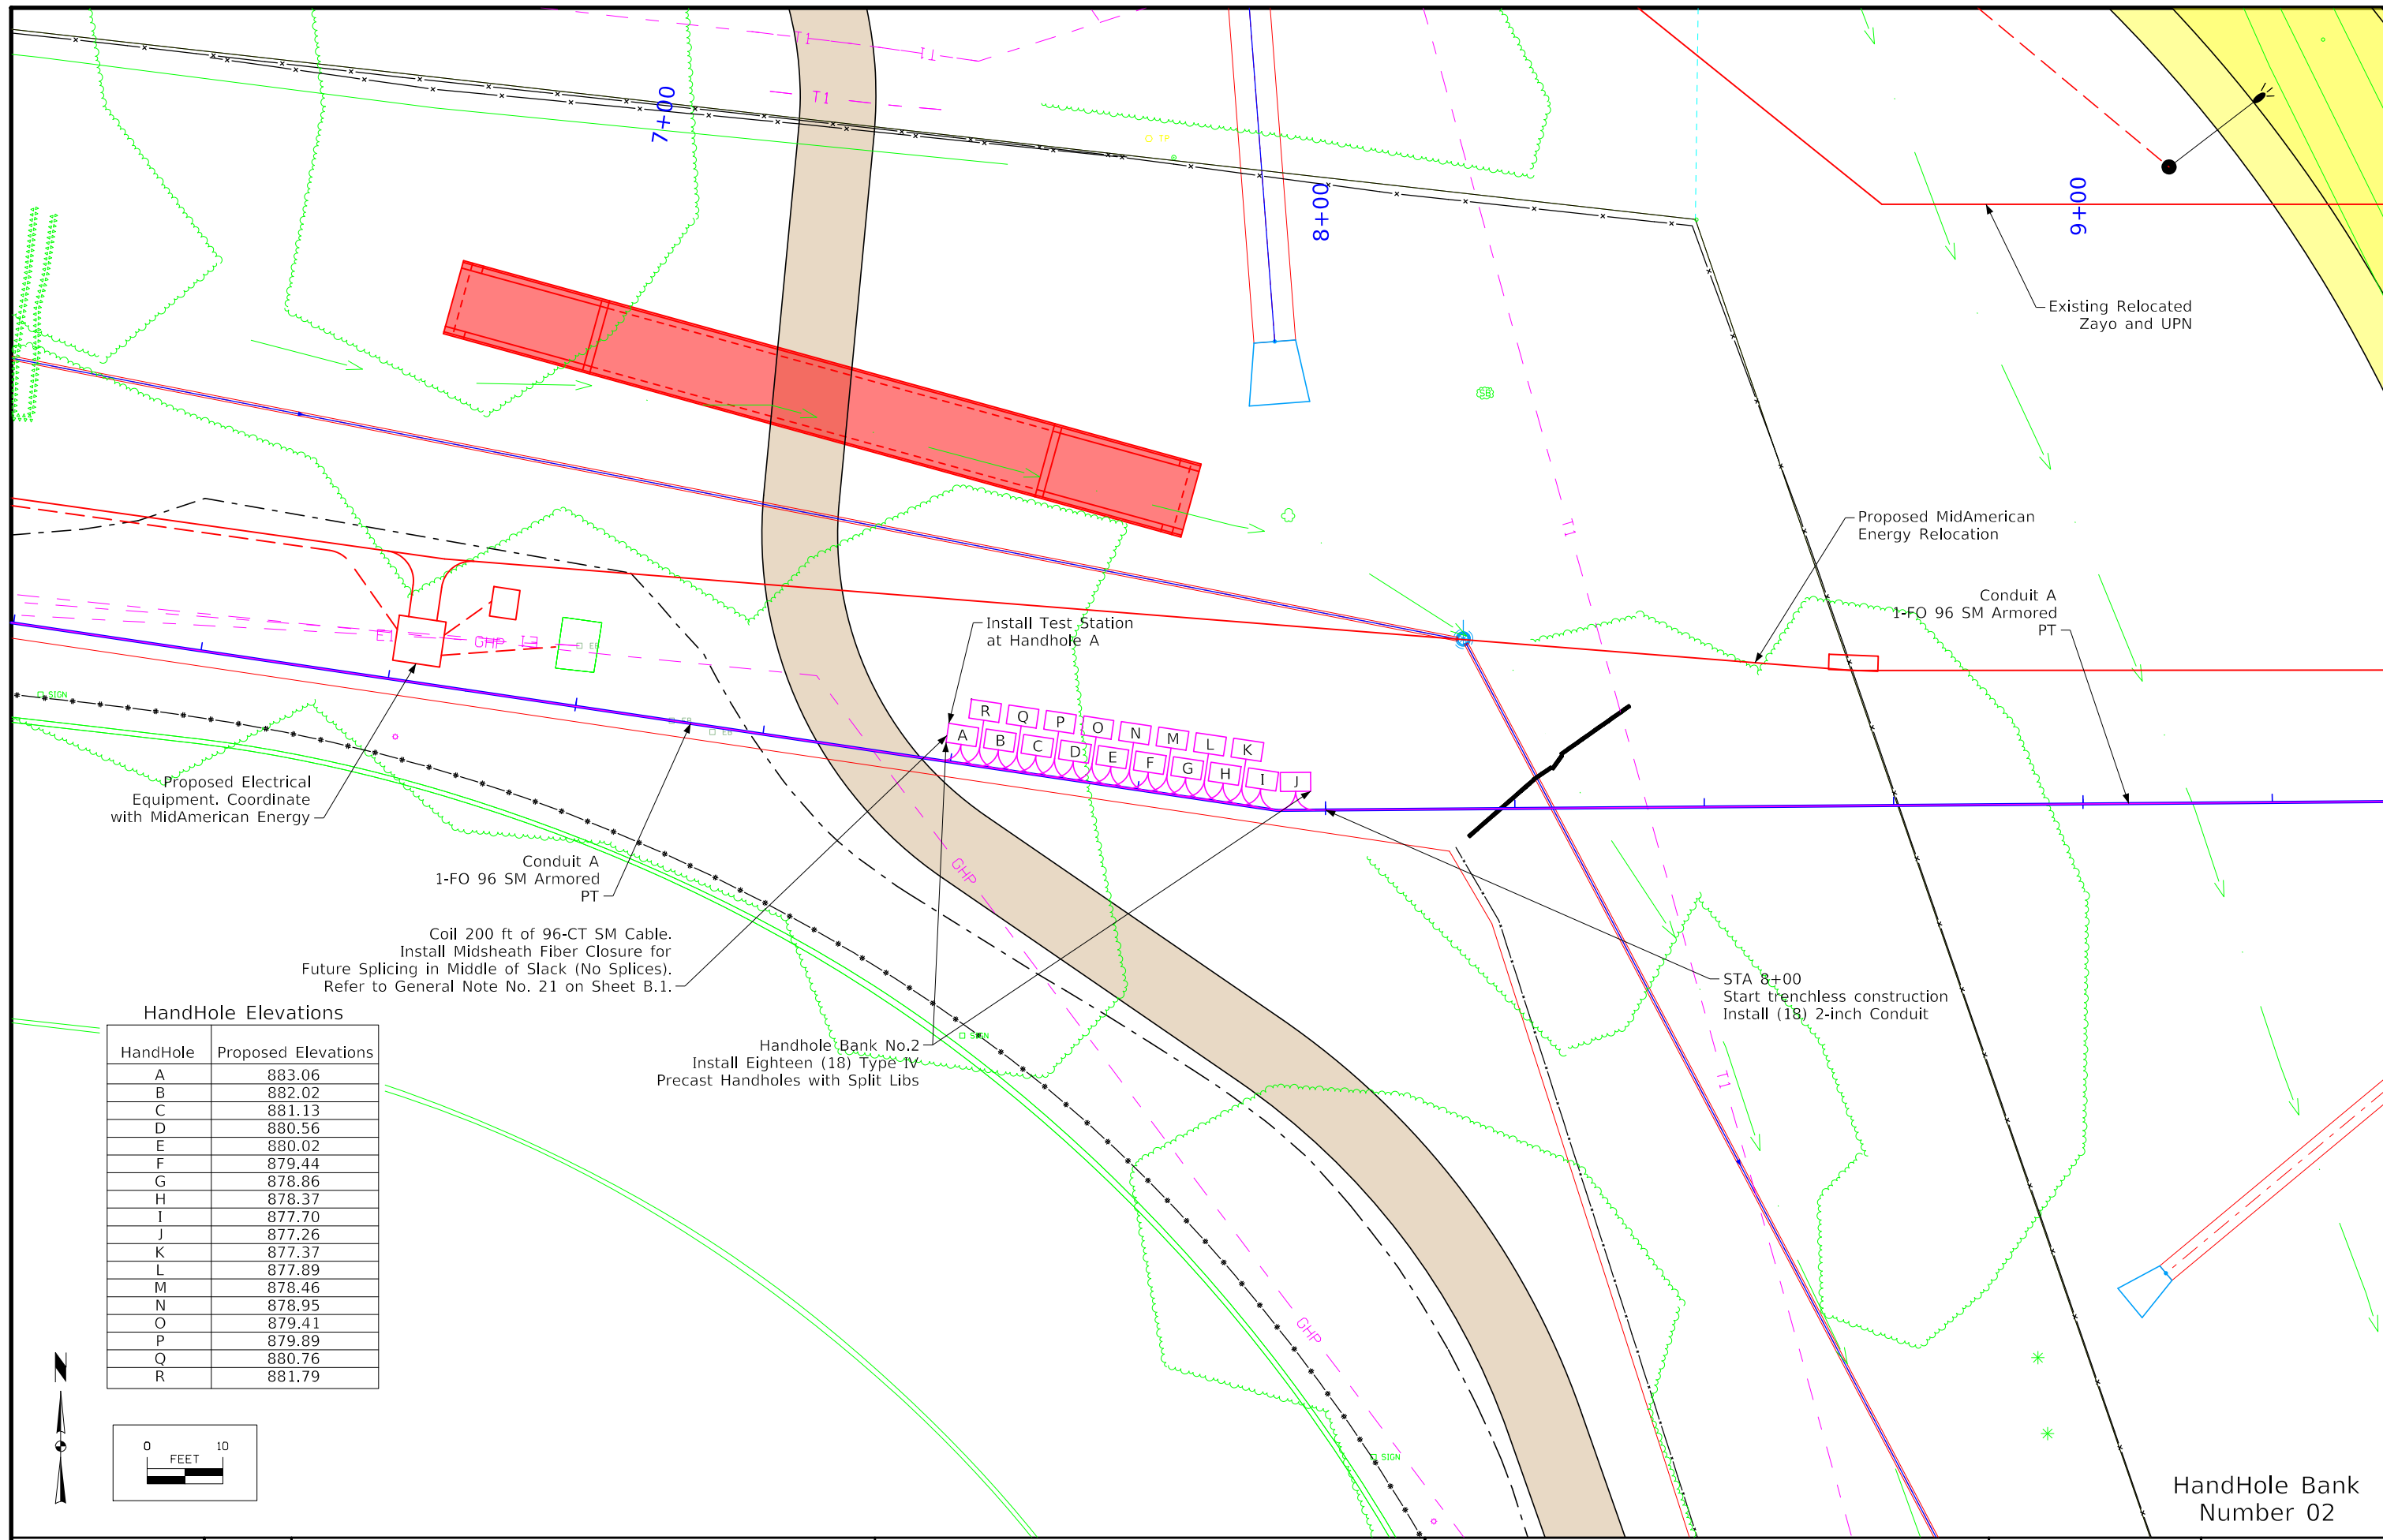 T1
T1
T1
7+00
TP
8+00
9+00
Existing Relocated
Zayo and UPN
SB
T1
Proposed MidAmerican
Energy Relocation
Conduit A
1-FO 96 SM Armored
PT
Install Test Station
at Handhole A
E1
GHP
E1
SIGN
R
Q
P
O
N
M
L
K
A
B
C
D
E
F
G
H
I
J
Proposed Electrical
Equipment. Coordinate
with MidAmerican Energy
Conduit A
1-FO 96 SM Armored
PT
GHP
Coil 200 ft of 96-CT SM Cable.
Install Midsheath Fiber Closure for
Future Splicing in Middle of Slack (No Splices).
Refer to General Note No. 21 on Sheet B.1.
STA 8+00
Start trenchless construction
Install (18) 2-inch Conduit
SIGN
Handhole Bank No.2
Install Eighteen (18) Type IV
Precast Handholes with Split Libs
T1
HandHole Elevations
HandHole Proposed Elevations
A 883.06
B 882.02
C 881.13
D 880.56
E 880.02
F 879.44
G 878.86
H 878.37
I 877.70
J 877.26
K 877.37
L 877.89
M 878.46
N 878.95
O 879.41
P 879.89
Q 880.76
R 881.79
GHP
N
0 10
FEET
SIGN
HandHole Bank
Number 02